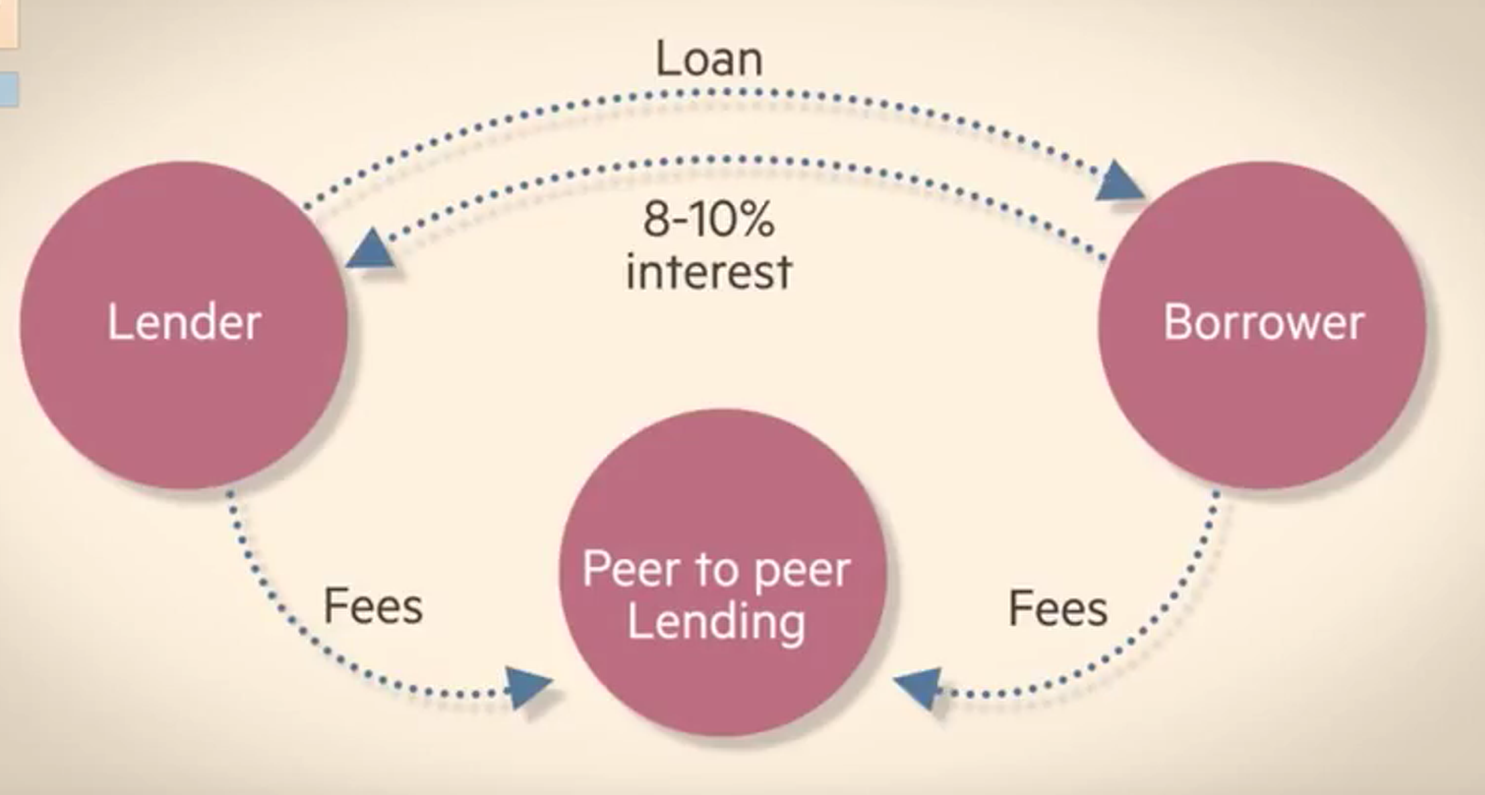 Loan
8-10%
interest
Lender
Borrower
Peer to peer
Lending
Fees
Fees